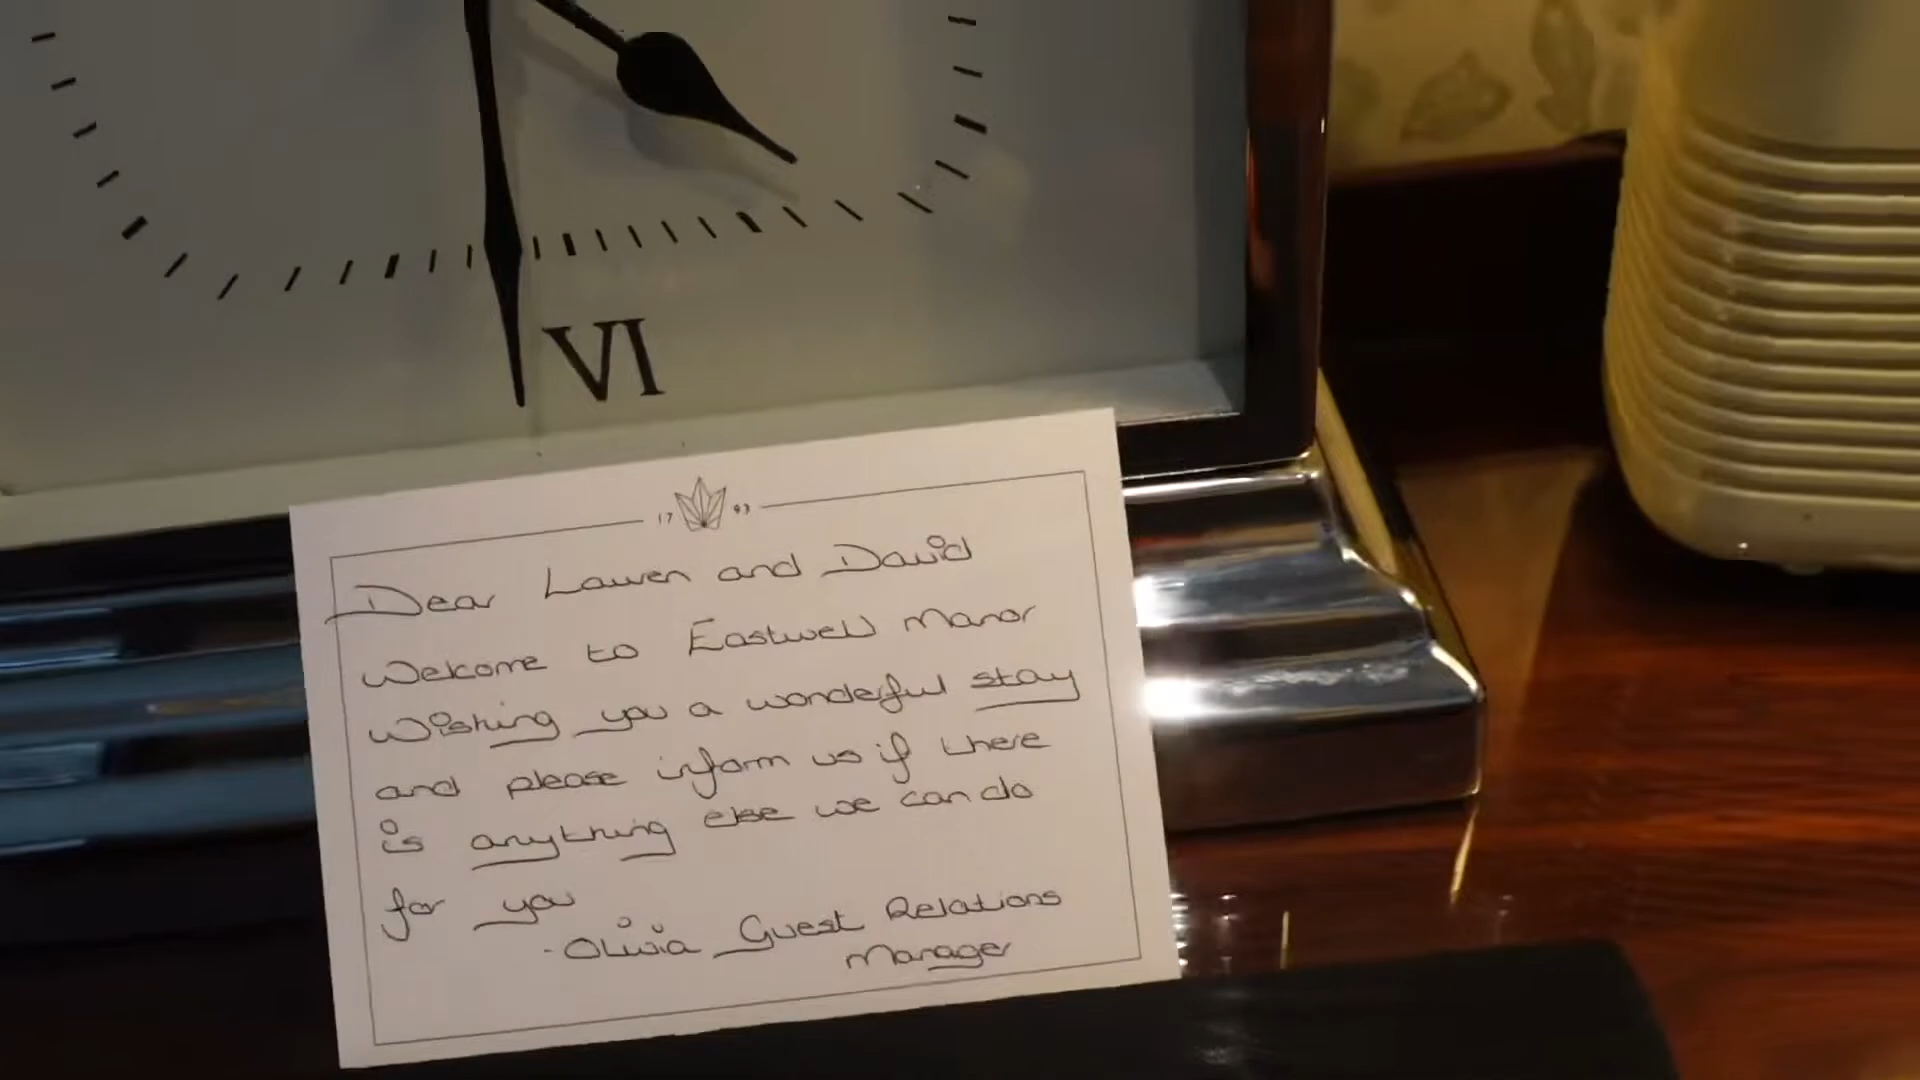 VI
17 93
Dear Lauren and David
Welcome to Eastwell Manor
Wishing you a wonderful stay
and please inform us if there
is anything else we can do
for you
- Olivia Guest Relations
Manager